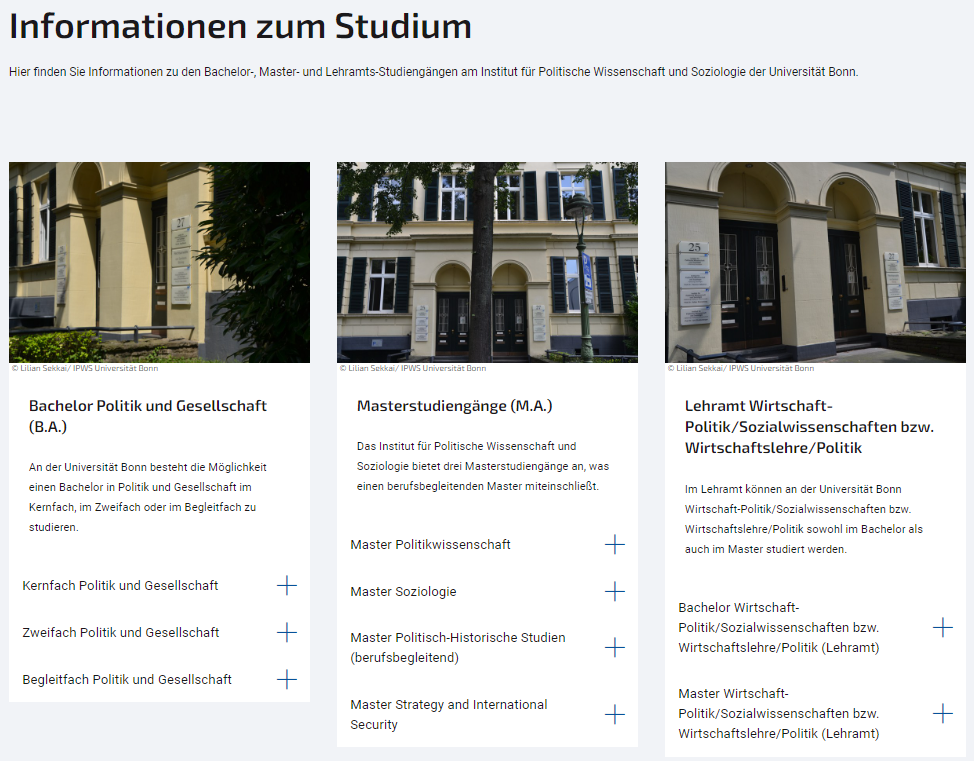 Informationen zum Studium
Hier finden Sie Informationen zu den Bachelor-, Master- und Lehramts-Studiengängen am Institut für Politische Wissenschaft und Soziologie der Universität Bonn.
27
© Lilian Sekkai/ IPWS Universität Bonn
Bachelor Politik und Gesellschaft
(B.A.)
An der Universität Bonn besteht die Möglichkeit
einen Bachelor in Politik und Gesellschaft im
Kernfach, im Zweifach oder im Begleitfach zu
studieren.
Kernfach Politik und Gesellschaft
Zweifach Politik und Gesellschaft
Begleitfach Politik und Gesellschaft
© Lilian Sekkai/ IPWS Universität Bonn
Masterstudiengänge (M.A.)
Das Institut für Politische Wissenschaft und
Soziologie bietet drei Masterstudiengänge an, was
einen berufsbegleitenden Master miteinschließt.
Master Politikwissenschaft
Master Soziologie
Master Politisch-Historische Studien
(berufsbegleitend)
Master Strategy and International
Security
25
© Lilian Sekkai/ IPWS Universität Bonn
Lehramt Wirtschaft-
Politik/Sozialwissenschaften bzw.
Wirtschaftslehre/Politik
Im Lehramt können an der Universität Bonn
Wirtschaft-Politik/Sozialwissenschaften bzw.
Wirtschaftslehre/Politik sowohl im Bachelor als
auch im Master studiert werden.
Bachelor Wirtschaft-
Politik/Sozialwissenschaften bzw.
Wirtschaftslehre/Politik (Lehramt)
Master Wirtschaft-
Politik/Sozialwissenschaften bzw.
Wirtschaftslehre/Politik (Lehramt)